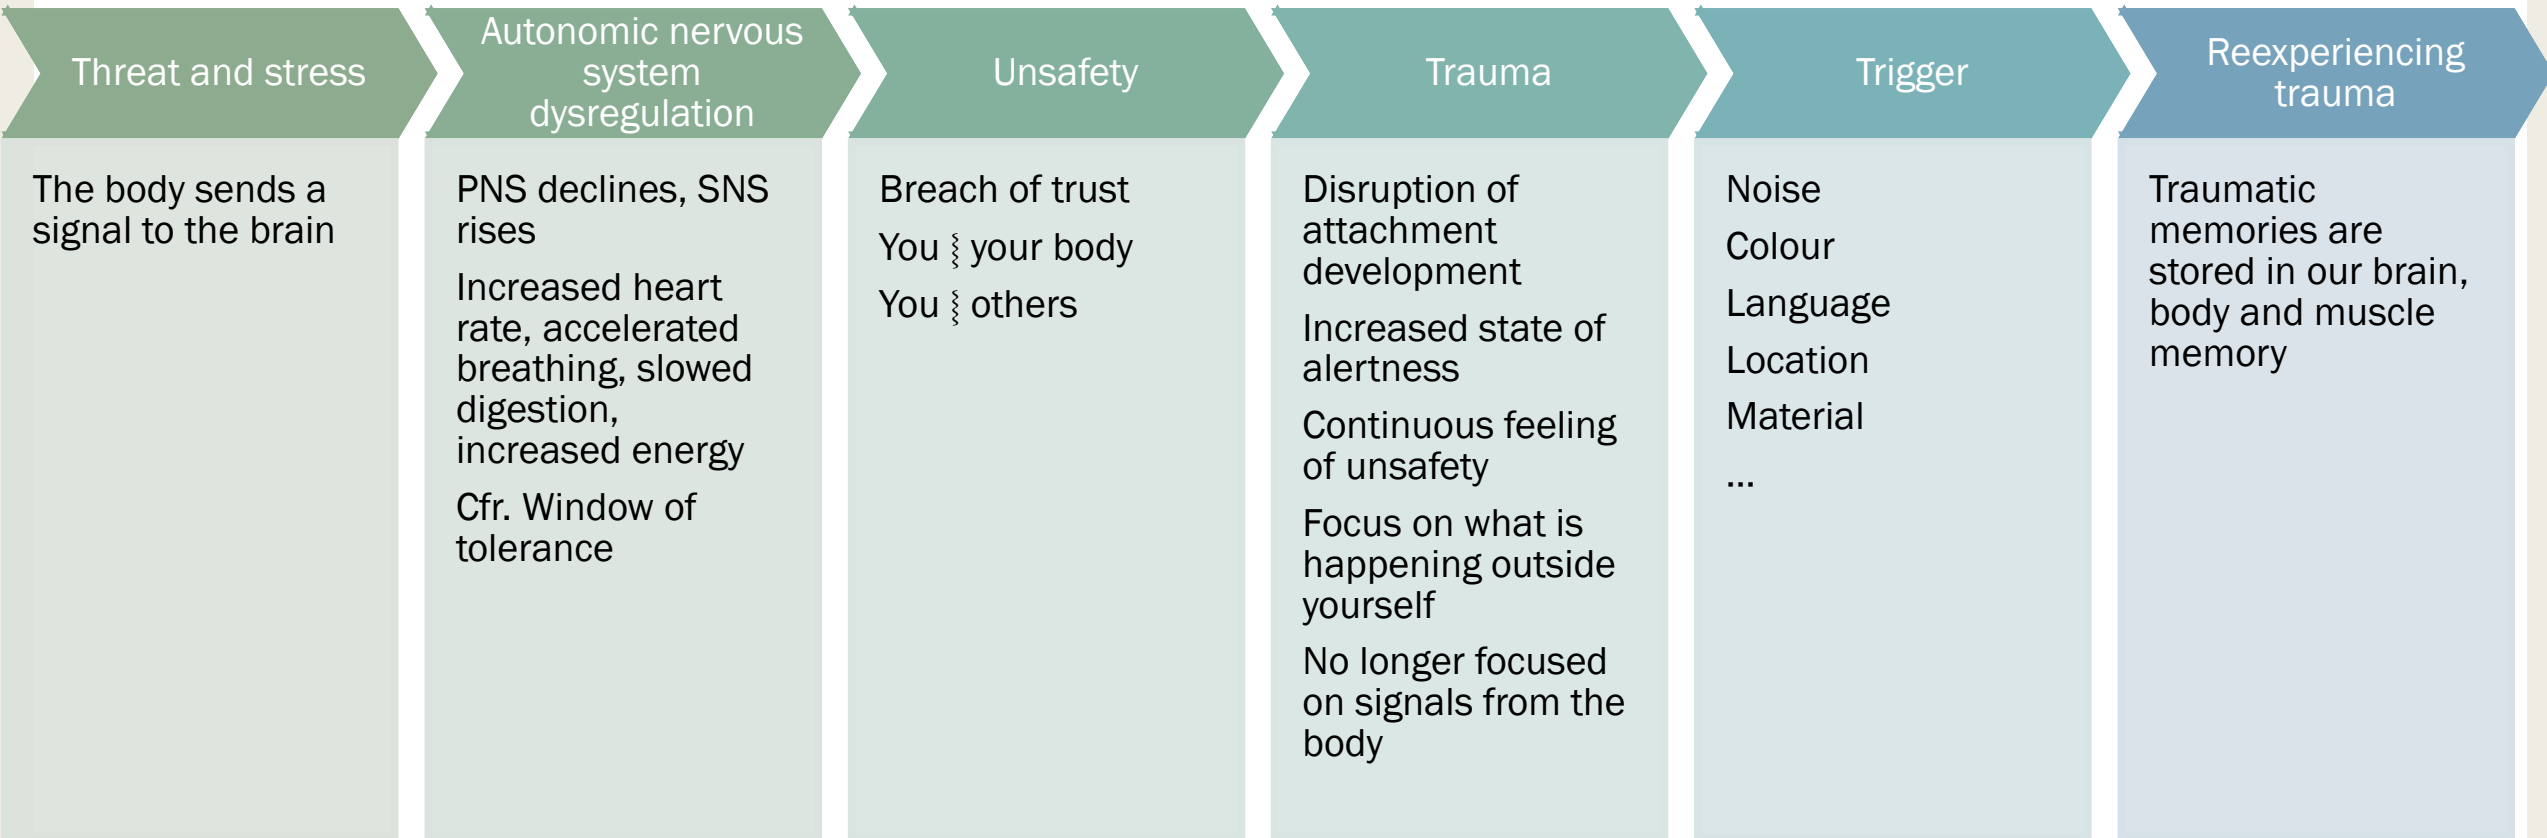 Threat and stress
The body sends a
signal to the brain
Autonomic nervous
system
dysregulation
PNS declines, SNS
rises
Increased heart
rate, accelerated
breathing, slowed
digestion,
increased energy
Cfr. Window of
tolerance
Unsafety
Breach of trust
You ⦚ your body
You ⦚ others
Trauma
Disruption of
attachment
development
Increased state of
alertness
Continuous feeling
of unsafety
Focus on what is
happening outside
yourself
No longer focused
on signals from the
body
Trigger
Noise
Colour
Language
Location
Material
...
Reexperiencing
trauma
Traumatic
memories are
stored in our brain,
body and muscle
memory